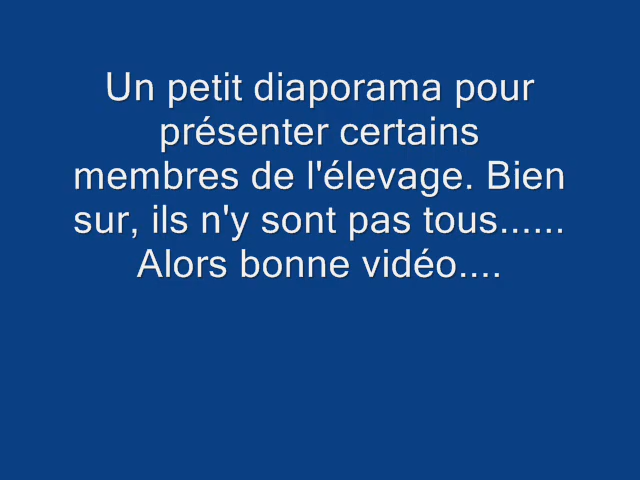 Un petit diaporama pour
présenter certains
membres de l'élevage. Bien
sur, ils n'y sont pas tous......
Alors bonne vidéo....